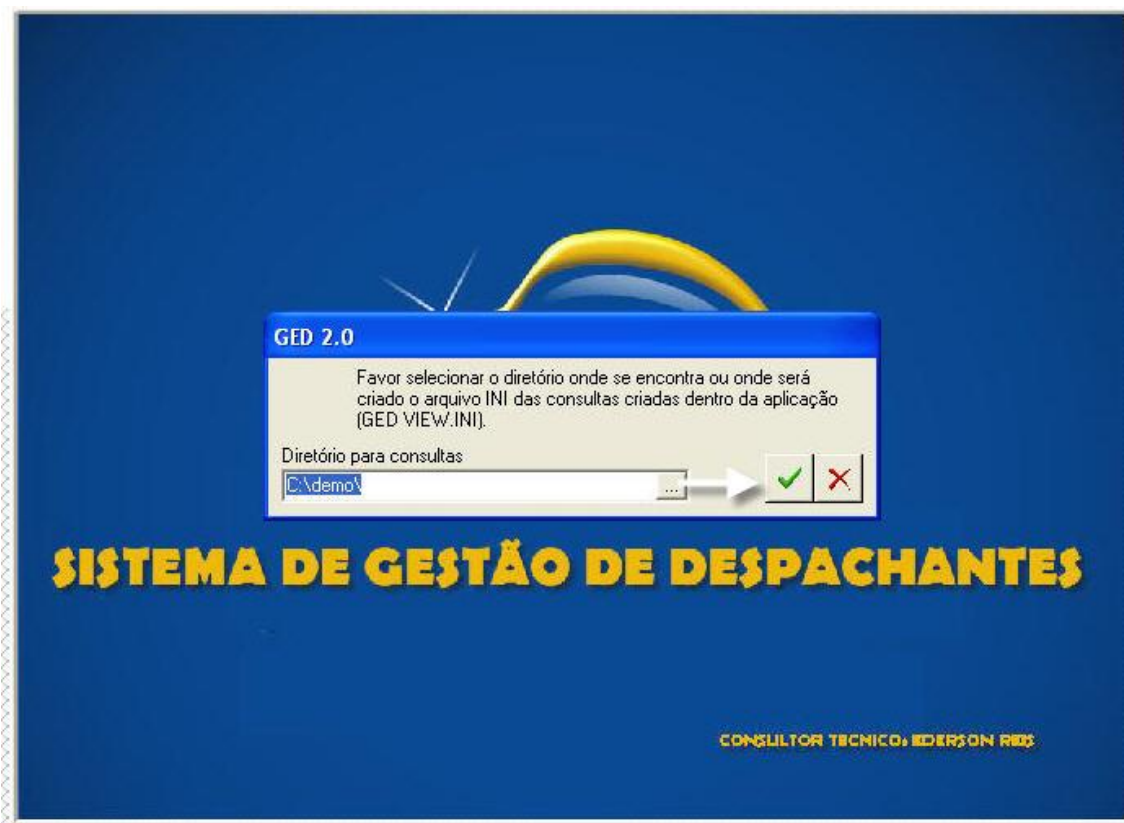 GED 2.0
Favor selecionar o diretório onde se encontra ou onde será
criado o arquivo INI das consultas criadas dentro da aplicação
(GED VIEW.INI).
Diretório para consultas
C:\demo\
...
SISTEMA DE GESTÃO DE DESPACHANTES
CONSULTOR TECNICO: EDERSON REIS